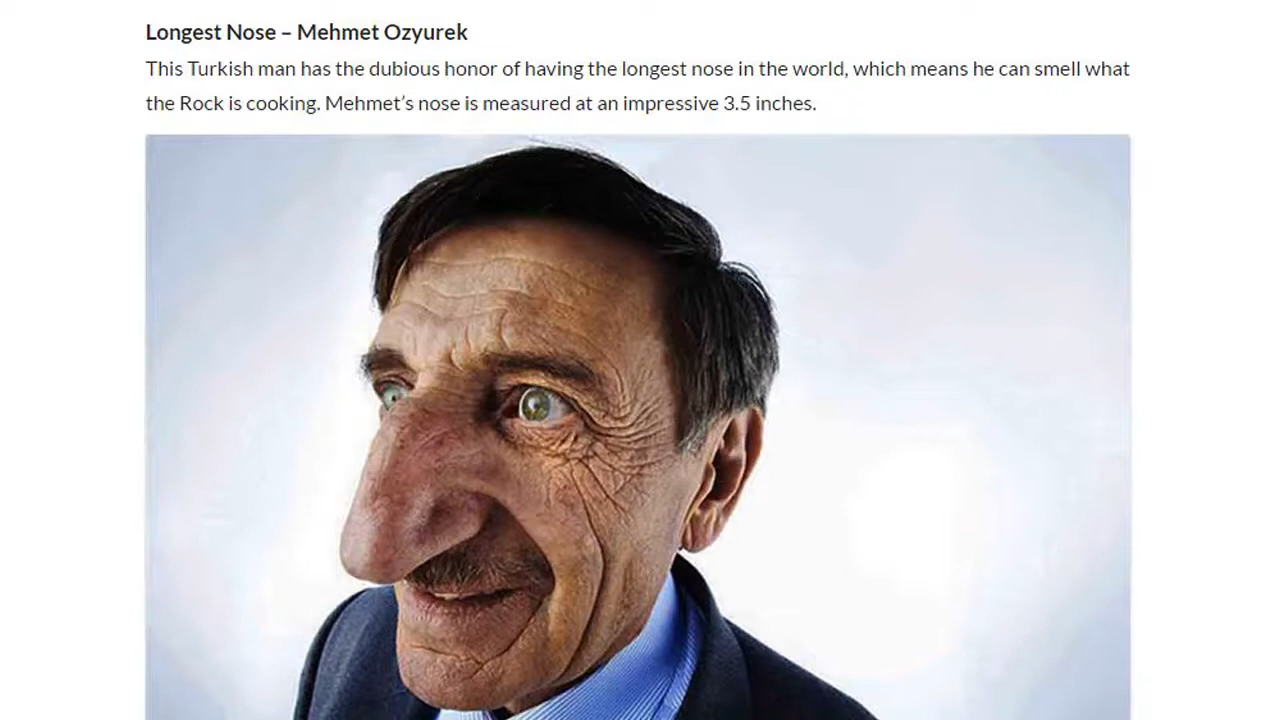 Longest Nose – Mehmet Ozyurek
This Turkish man has the dubious honor of having the longest nose in the world, which means he can smell what
the Rock is cooking. Mehmet’s nose is measured at an impressive 3.5 inches.